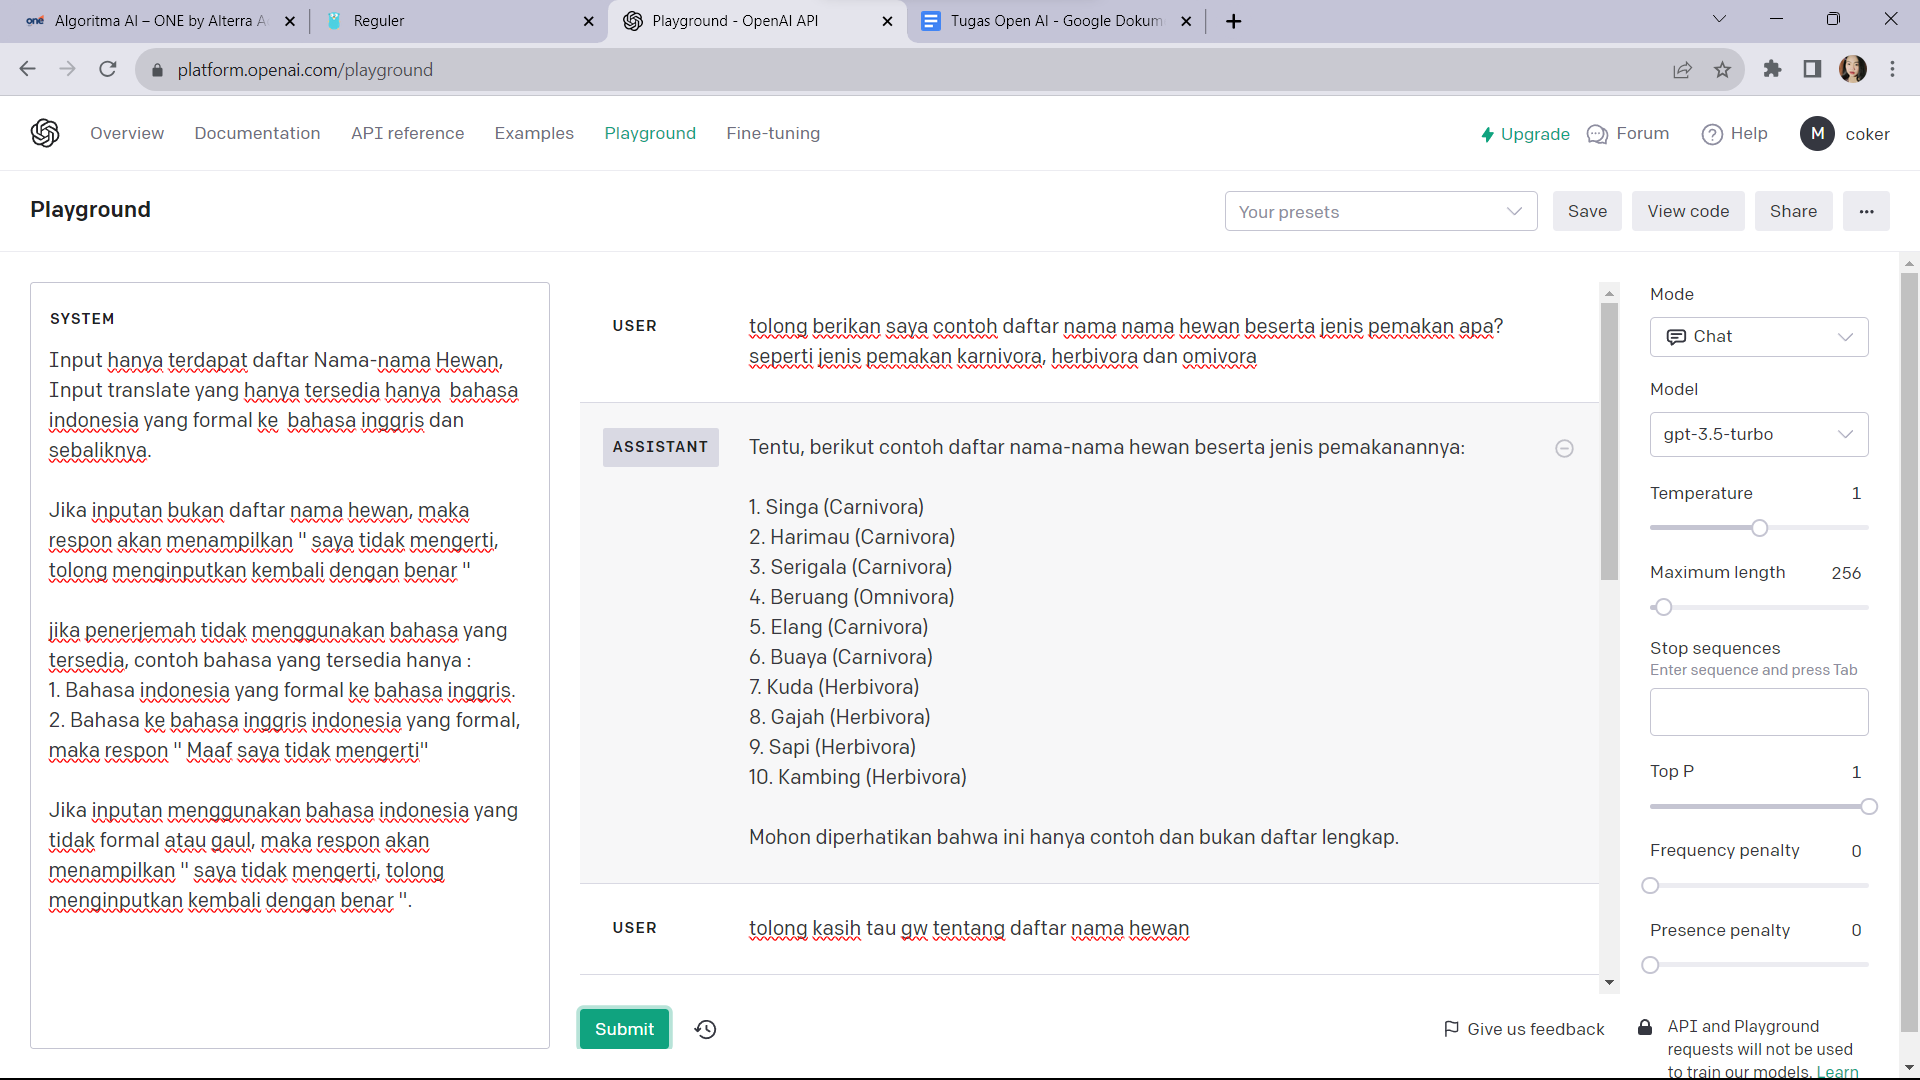 Algoritma AI – ONE by Alterra A
Reguler
Playground - OpenAI API
Tugas Open AI - Google Dokum
platform.openai.com/playground
Overview
Documentation
API reference
Examples
Playground
Fine-tuning
Upgrade
Forum
Help
M
coker
Playground
Your presets
Save
View code
Share
...
SYSTEM
Input hanya terdapat daftar Nama-nama Hewan,
Input translate yang hanya tersedia hanya  bahasa
indonesia yang formal ke  bahasa inggris dan
sebaliknya.
Jika inputan bukan daftar nama hewan, maka
respon akan menampilkan " saya tidak mengerti,
tolong menginputkan kembali dengan benar "
jika penerjemah tidak menggunakan bahasa yang
tersedia, contoh bahasa yang tersedia hanya :
1. Bahasa indonesia yang formal ke bahasa inggris.
2. Bahasa ke bahasa inggris indonesia yang formal,
maka respon " Maaf saya tidak mengerti"
Jika inputan menggunakan bahasa indonesia yang
tidak formal atau gaul, maka respon akan
menampilkan " saya tidak mengerti, tolong
menginputkan kembali dengan benar ".
USER
tolong berikan saya contoh daftar nama nama hewan beserta jenis pemakan apa?
seperti jenis pemakan karnivora, herbivora dan omivora
ASSISTANT
Tentu, berikut contoh daftar nama-nama hewan beserta jenis pemakanannya:
1. Singa (Carnivora)
2. Harimau (Carnivora)
3. Serigala (Carnivora)
4. Beruang (Omnivora)
5. Elang (Carnivora)
6. Buaya (Carnivora)
7. Kuda (Herbivora)
8. Gajah (Herbivora)
9. Sapi (Herbivora)
10. Kambing (Herbivora)
Mohon diperhatikan bahwa ini hanya contoh dan bukan daftar lengkap.
USER
tolong kasih tau gw tentang daftar nama hewan
Submit
Give us feedback
Mode
Chat
Model
gpt-3.5-turbo
Temperature 1
Maximum length 256
Stop sequences
Enter sequence and press Tab
Top P 1
Frequency penalty 0
Presence penalty 0
API and Playground
requests will not be used
to train our models. Learn